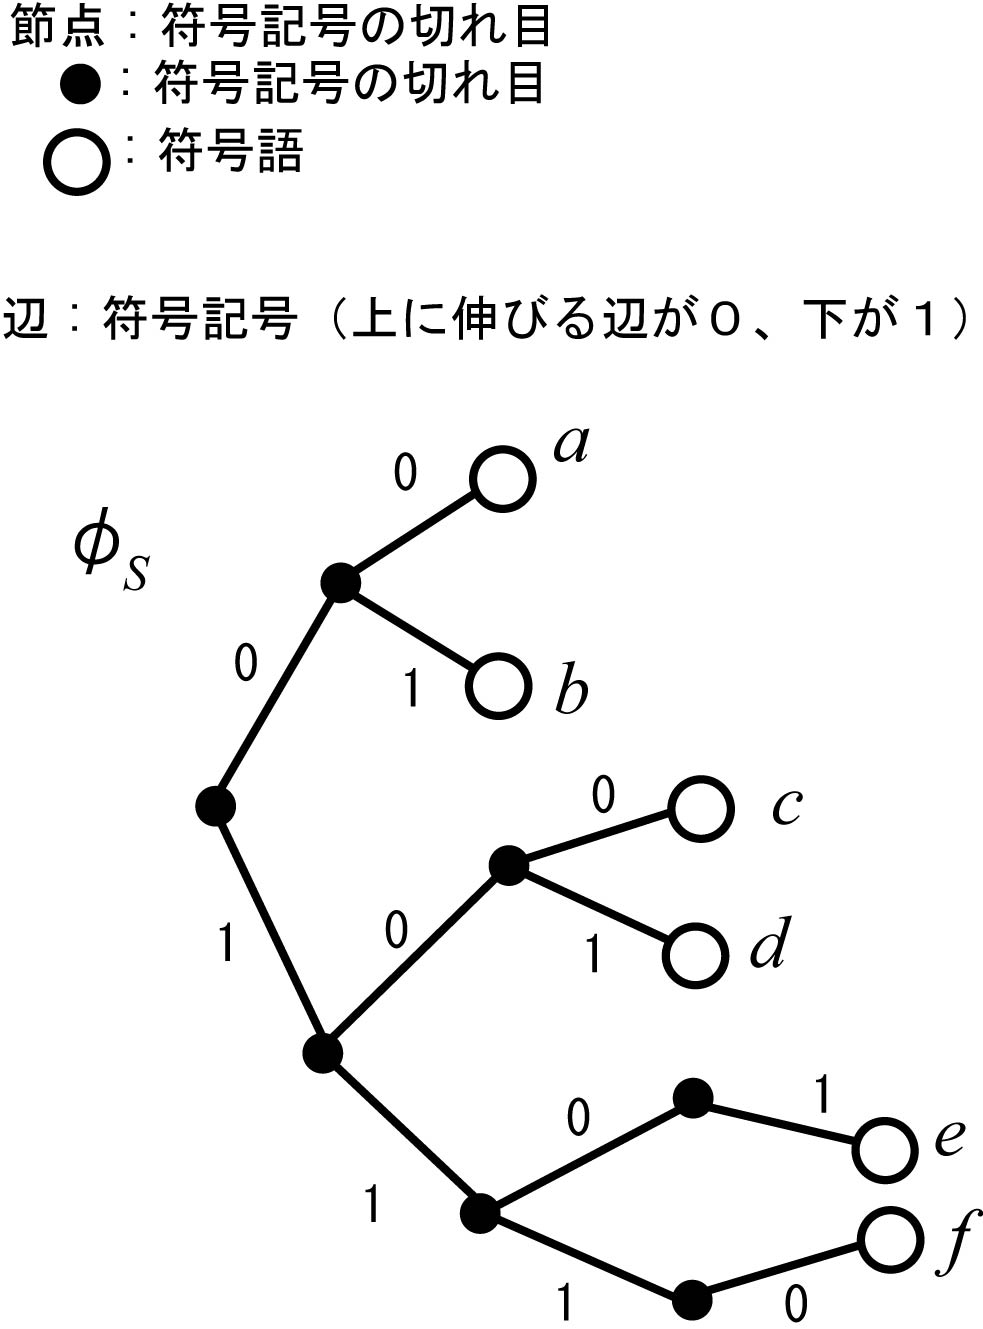 節点：符号記号の切れ目
●：符号記号の切れ目
○：符号語
辺：符号記号（上に伸びる辺が０、下が１）
0
a
ϕS
0
1
b
0
c
1
0
1
d
0
1
e
1
f
1
0